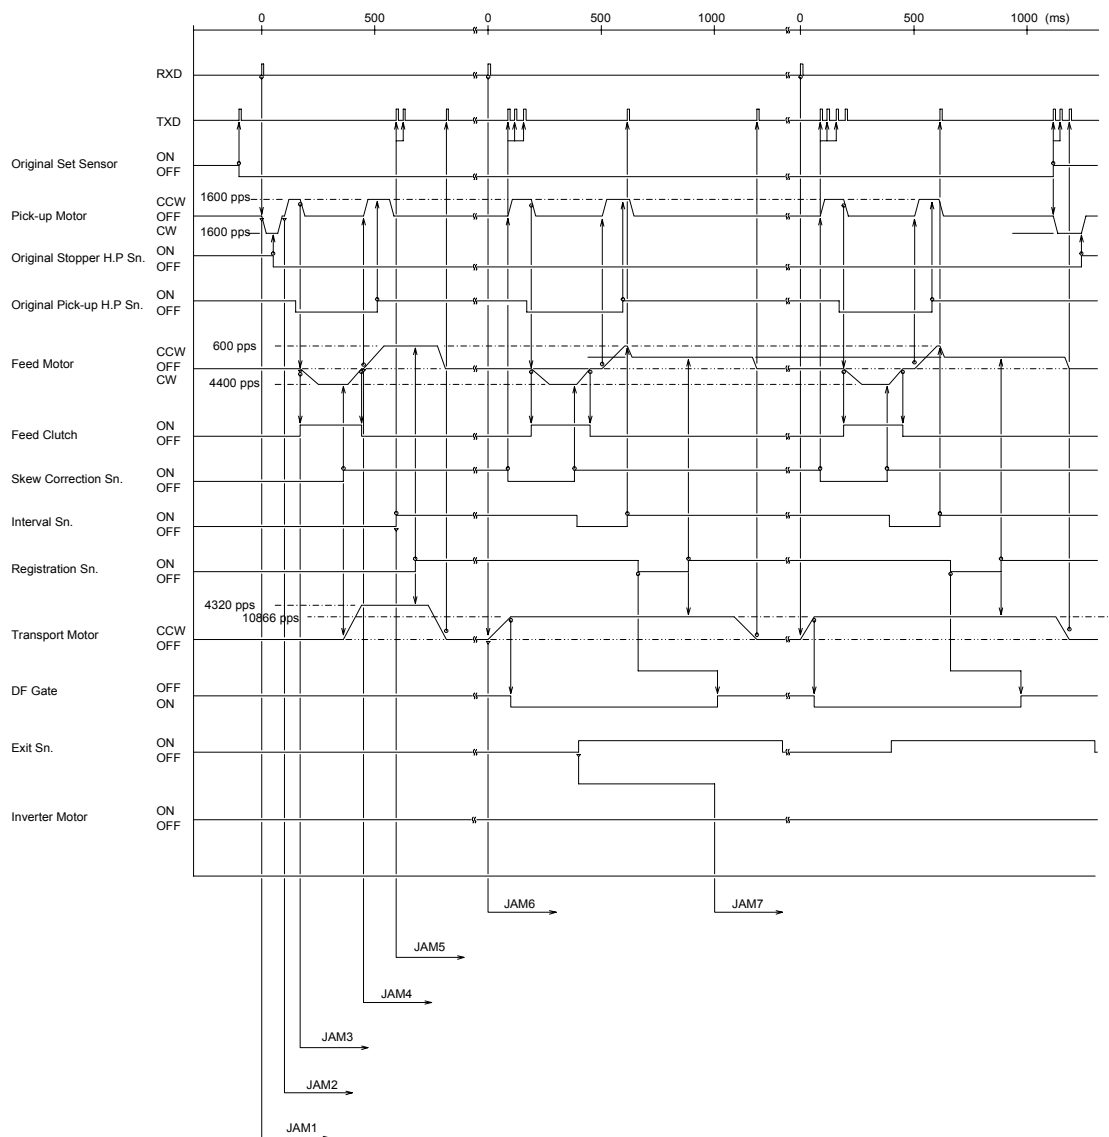 0 500 0 500 1000 0 500 1000 (ms)
RXD
TXD
Original Set Sensor ON
OFF
1600 pps CCW
Pick-up Motor OFF
1600 pps CW
Original Stopper H.P Sn. ON
OFF
Original Pick-up H.P Sn. ON
OFF
600 pps
Feed Motor CCW
OFF
CW
4400 pps
Feed Clutch ON
OFF
Skew Correction Sn. ON
OFF
Interval Sn. ON
OFF
Registration Sn. ON
OFF
4320 pps
10866 pps
Transport Motor CCW
OFF
DF Gate OFF
ON
Exit Sn. ON
OFF
Inverter Motor ON
OFF
JAM6 JAM7
JAM5
JAM4
JAM3
JAM2
JAM1